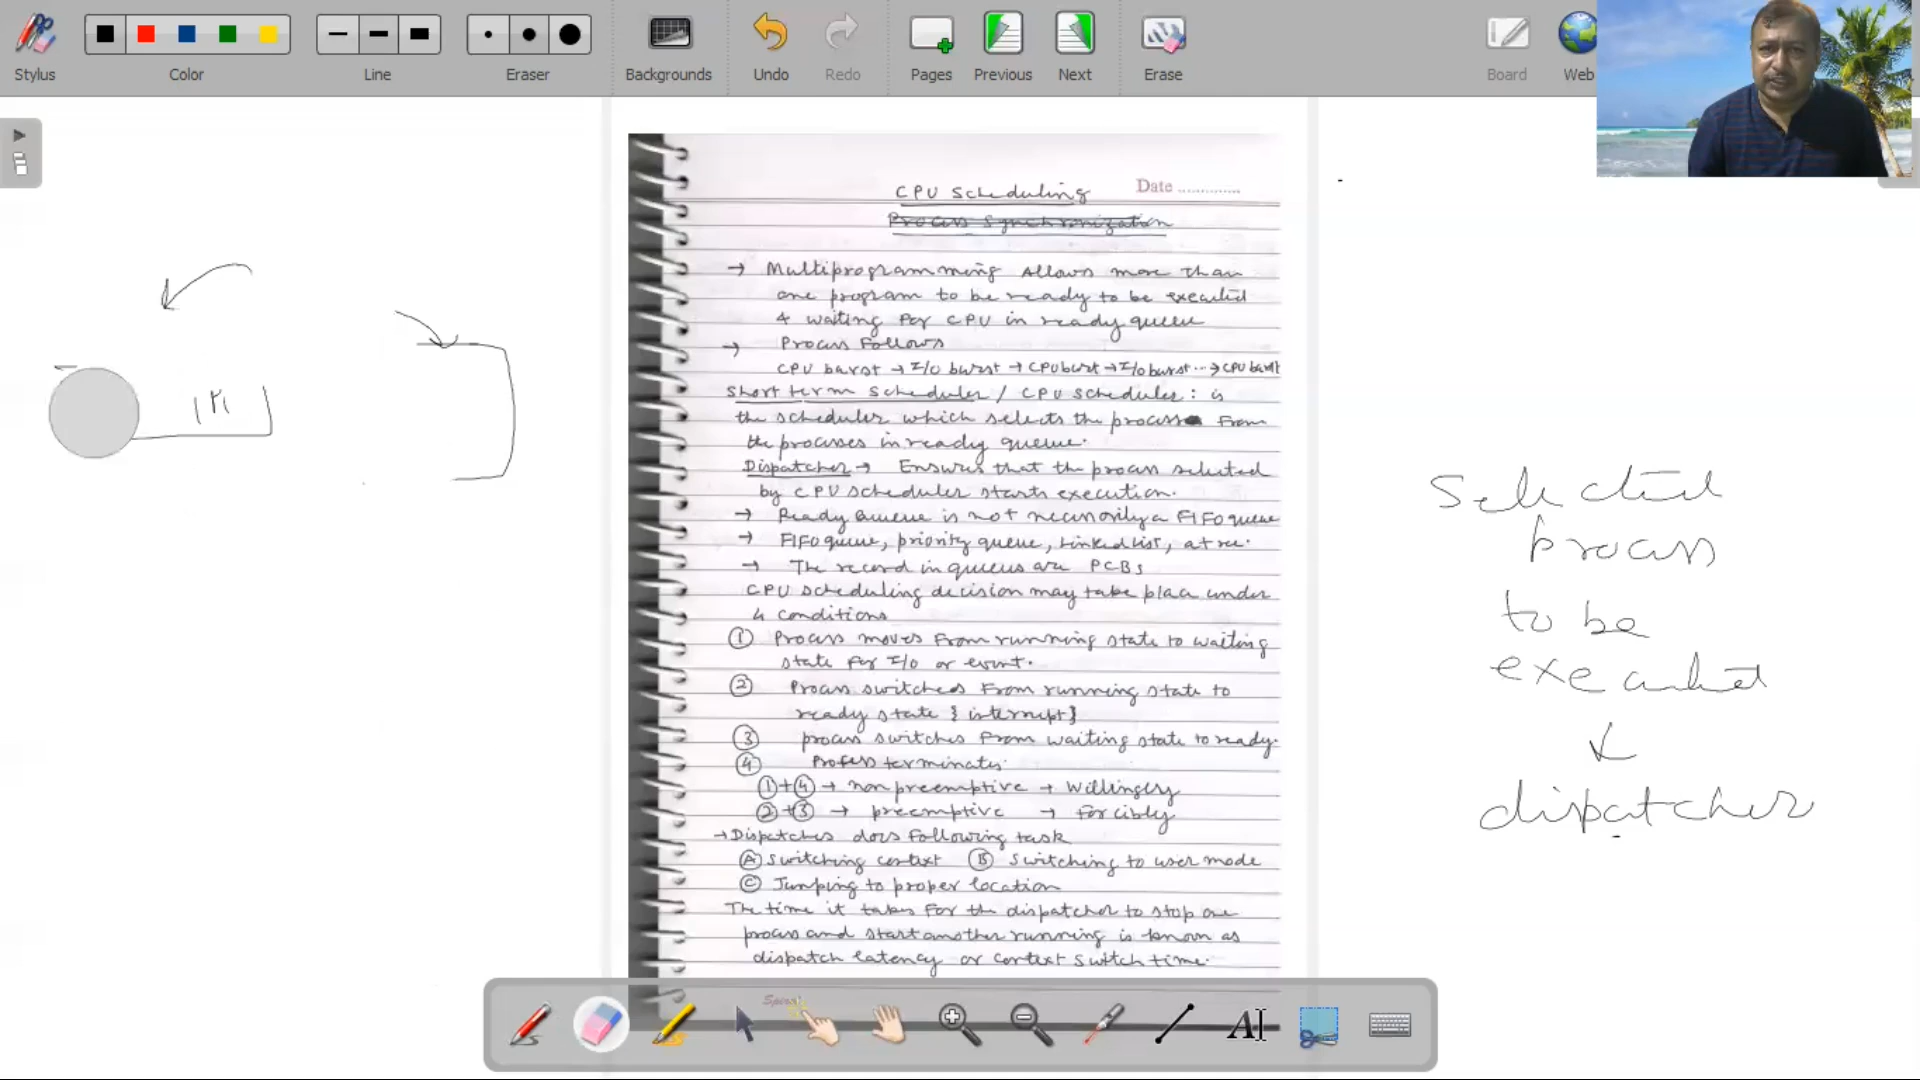 Stylus
Color
Line
Eraser
Backgrounds
Undo
Redo
Pages
Previous
Next
Erase
Board
Web
CPU Scheduling
Date ..............
Process Synchronization
→ Multiprogramming allows more than
one program to be ready to be executed
& waiting for CPU in ready queue
→ Process Follows
CPU burst → I/O burst → CPU burst → I/O burst ... → CPU burst
Short term scheduler / CPU scheduler : is
the scheduler which selects the process from
the processes in ready queue.
Dispatcher → Ensures that the process selected
by CPU scheduler starts execution.
→ Ready Queue is not necessarily a FIFO queue
→ FIFO queue, priority queue, Linked List, a tree.
→ The record in queues are PCBs
CPU scheduling decision may take place under
4 conditions
① Process moves from running state to waiting
state for I/O or event.
② Process switches from running state to
ready state { interrupt }
③ process switches from waiting state to ready.
④ Process terminates.
①+④ → non preemptive → Willingly
②+③ → preemptive → Forcibly
→ Dispatches does following task
Ⓐ Switching context Ⓑ Switching to user mode
Ⓒ Jumping to proper location
The time it takes for the dispatcher to stop one
process and start another running is known as
dispatch latency or context switch time.
Selected
process
to be
executed
dispatcher